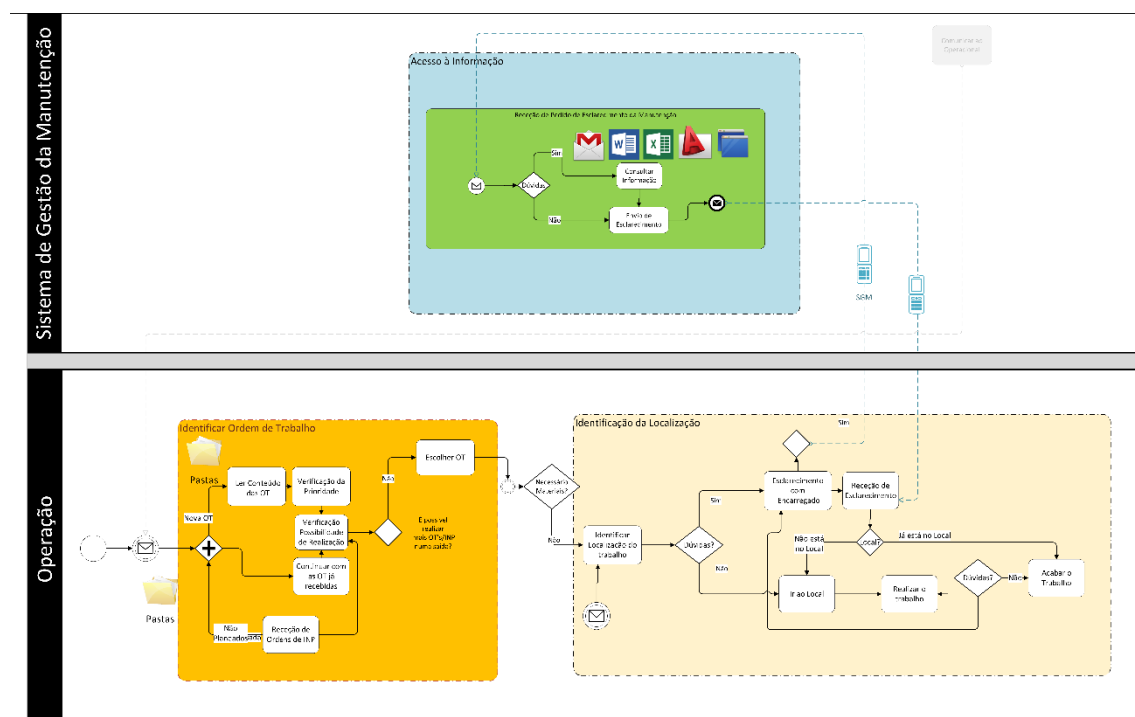 Sistema de Gestão da Manutenção
Comunicação
Operacional
Acesso à Informação
Receção de Pedido de Esclarecimento da Manutenção
Sim
Consultar
Informação
Dúvidas
Não
Envio de
Esclarecimento
SGM
Operação
Identificar Ordem de Trabalho
Pastas
Ler Conteúdo
das OT
Verificação da
Prioridade
Nova OT
Verificação
Possibilidade
de Realização
Continuar com
as OT já
recebidas
Não
Escolher OT
É possível
realizar
mais OT's/INP
numa saída?
Pastas
Não
Planeados
Receção de
Ordens de INP
Necessário
Materiais?
Não
Identificação da Localização
Sim
Identificar
Localização do
trabalho
Dúvidas?
Sim
Não
Esclarecimento
com
Encarregado
Receção de
Esclarecimento
Não está
no Local
Local?
Já está no Local
Ir ao Local
Realizar o
trabalho
Dúvidas?
Não
Acabar o
Trabalho